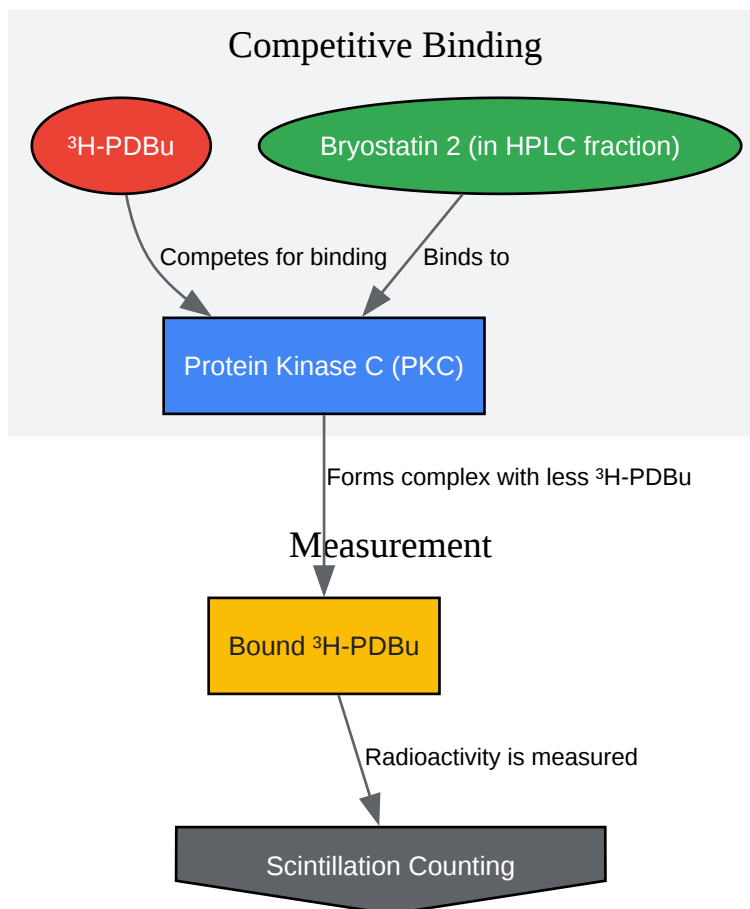 Competitive Binding
³H-PDBu
Bryostatin 2 (in HPLC fraction)
Competes for binding
Binds to
Protein Kinase C (PKC)
Forms complex with less ³H-PDBu
Measurement
Bound ³H-PDBu
Radioactivity is measured
Scintillation Counting